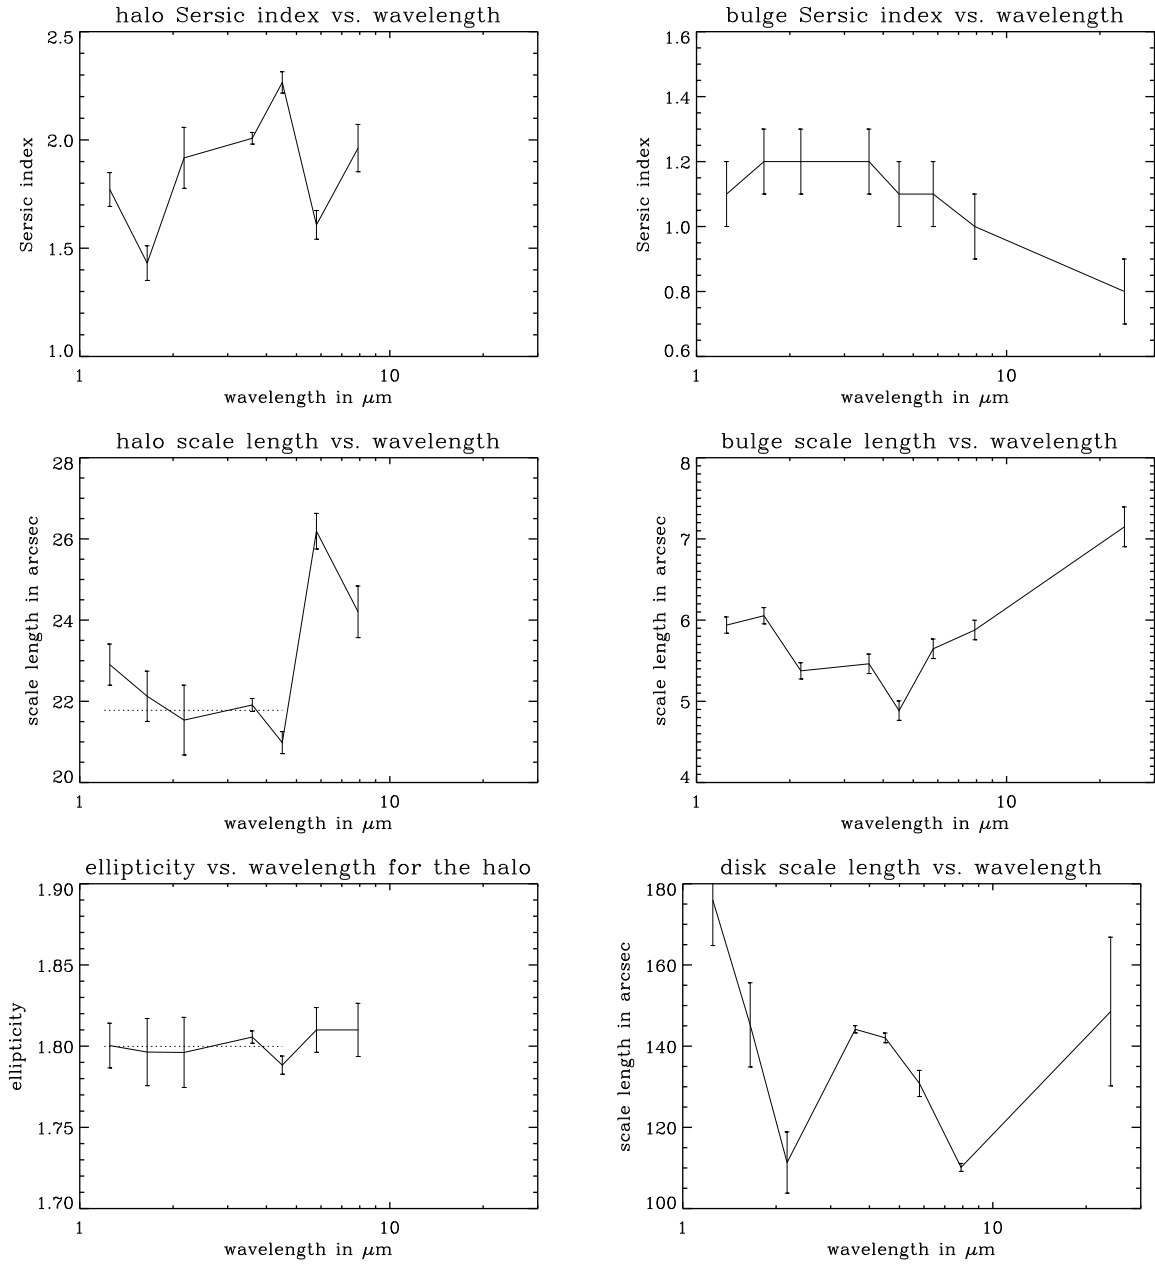 halo Sersic index vs. wavelength
2.5
2.0
1.5
1.0
Sersic index
1
10
wavelength in μm
bulge Sersic index vs. wavelength
1.6
1.4
1.2
1.0
0.8
0.6
Sersic index
1
10
wavelength in μm
halo scale length vs. wavelength
28
26
24
22
20
scale length in arcsec
1
10
wavelength in μm
bulge scale length vs. wavelength
8
7
6
5
4
scale length in arcsec
1
10
wavelength in μm
ellipticity vs. wavelength for the halo
1.90
1.85
1.80
1.75
1.70
ellipticity
1
10
wavelength in μm
disk scale length vs. wavelength
180
160
140
120
100
scale length in arcsec
1
10
wavelength in μm